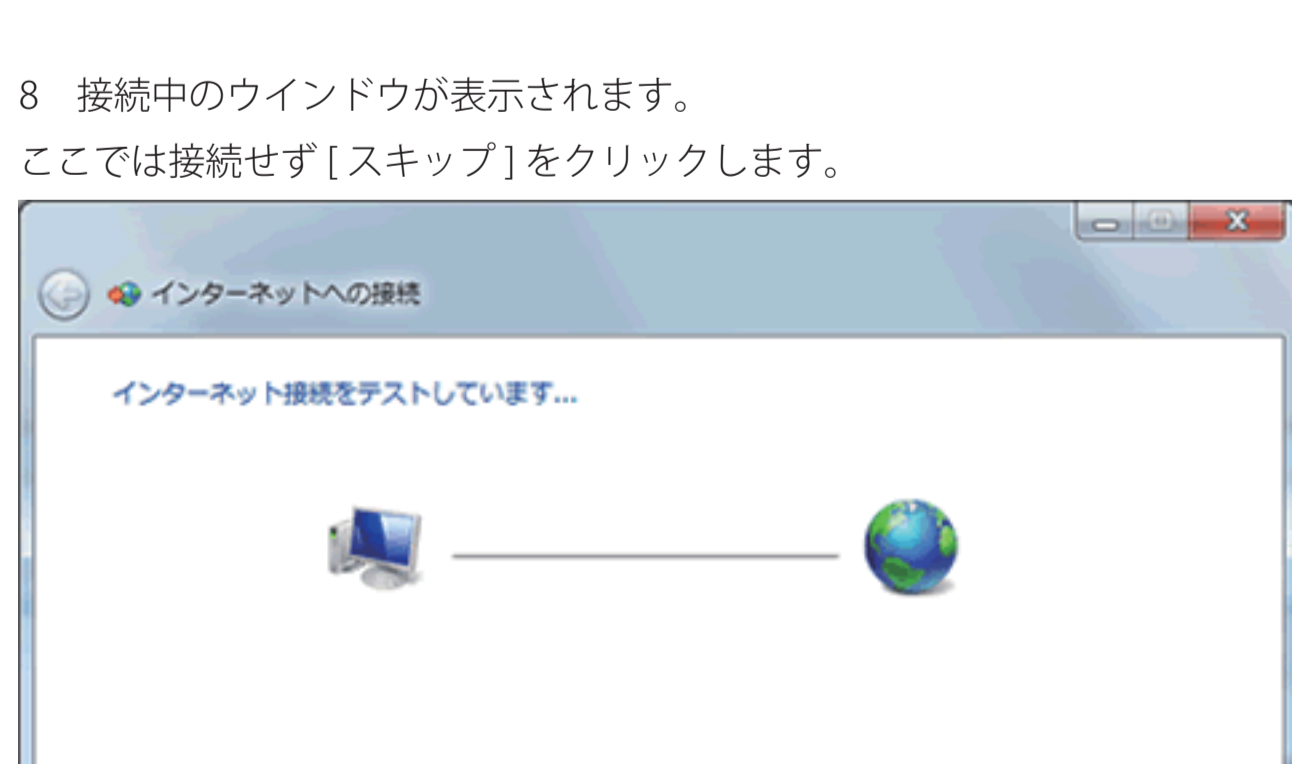 8　接続中のウインドウが表示されます。
ここでは接続せず [ スキップ ] をクリックします。
インターネットへの接続
インターネット接続をテストしています...